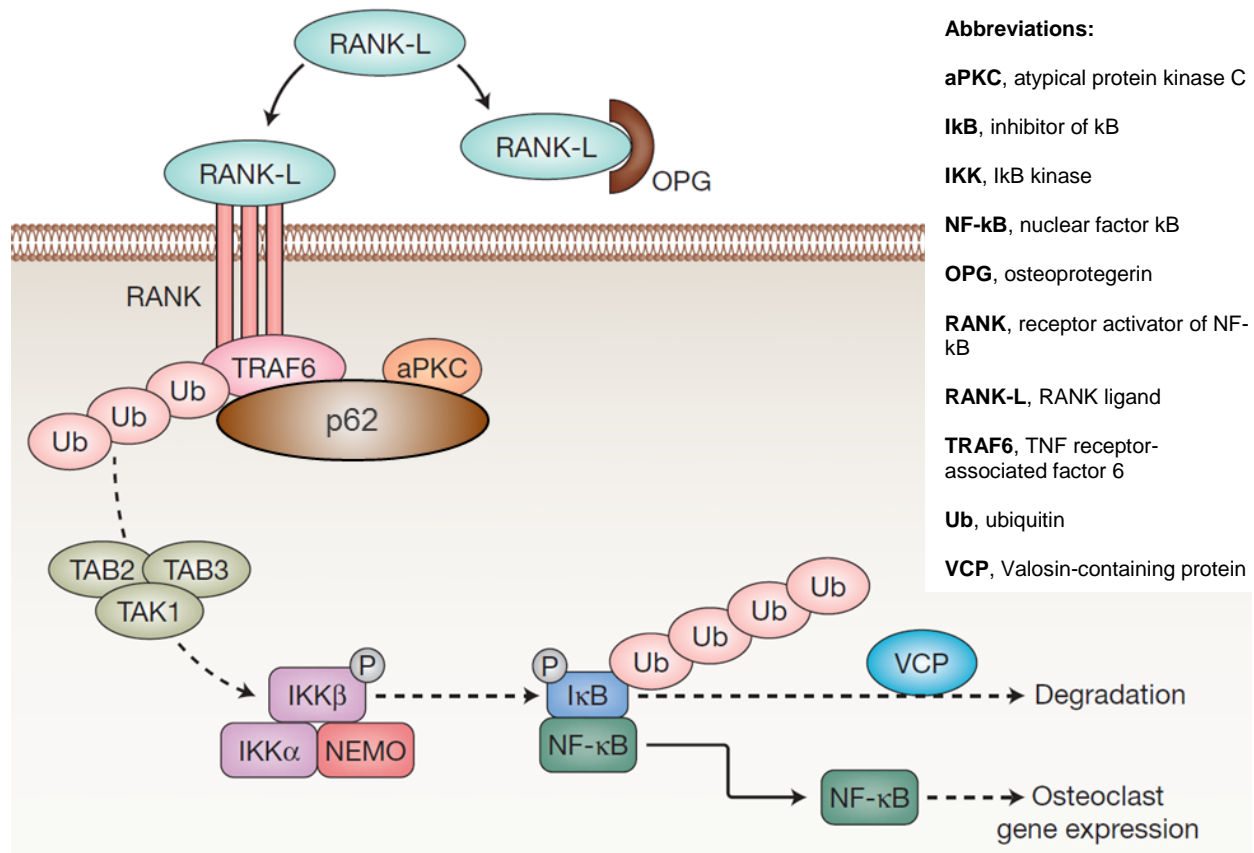 RANK-L
RANK-L
RANK-L
OPG
RANK
TRAF6
aPKC
p62
Ub
Ub
Ub
TAB2
TAB3
TAK1
P
IKKβ
IKKα
NEMO
P
IκB
NF-κB
Ub
Ub
Ub
Ub
VCP
Degradation
NF-κB
Osteoclast
gene expression
Abbreviations:
aPKC, atypical protein kinase C
IkB, inhibitor of kB
IKK, IkB kinase
NF-kB, nuclear factor kB
OPG, osteoprotegerin
RANK, receptor activator of NF-
kB
RANK-L, RANK ligand
TRAF6, TNF receptor-
associated factor 6
Ub, ubiquitin
VCP, Valosin-containing protein